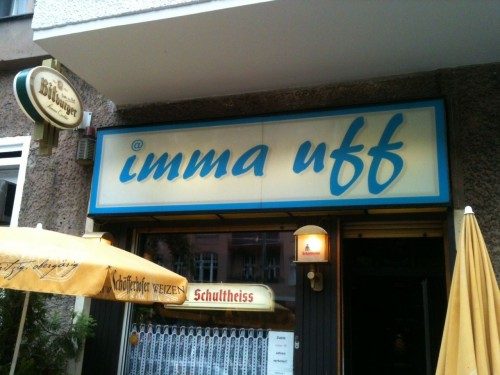 Bitburger
@
imma uff
Schöfferhofer WEIZEN
Schultheiss